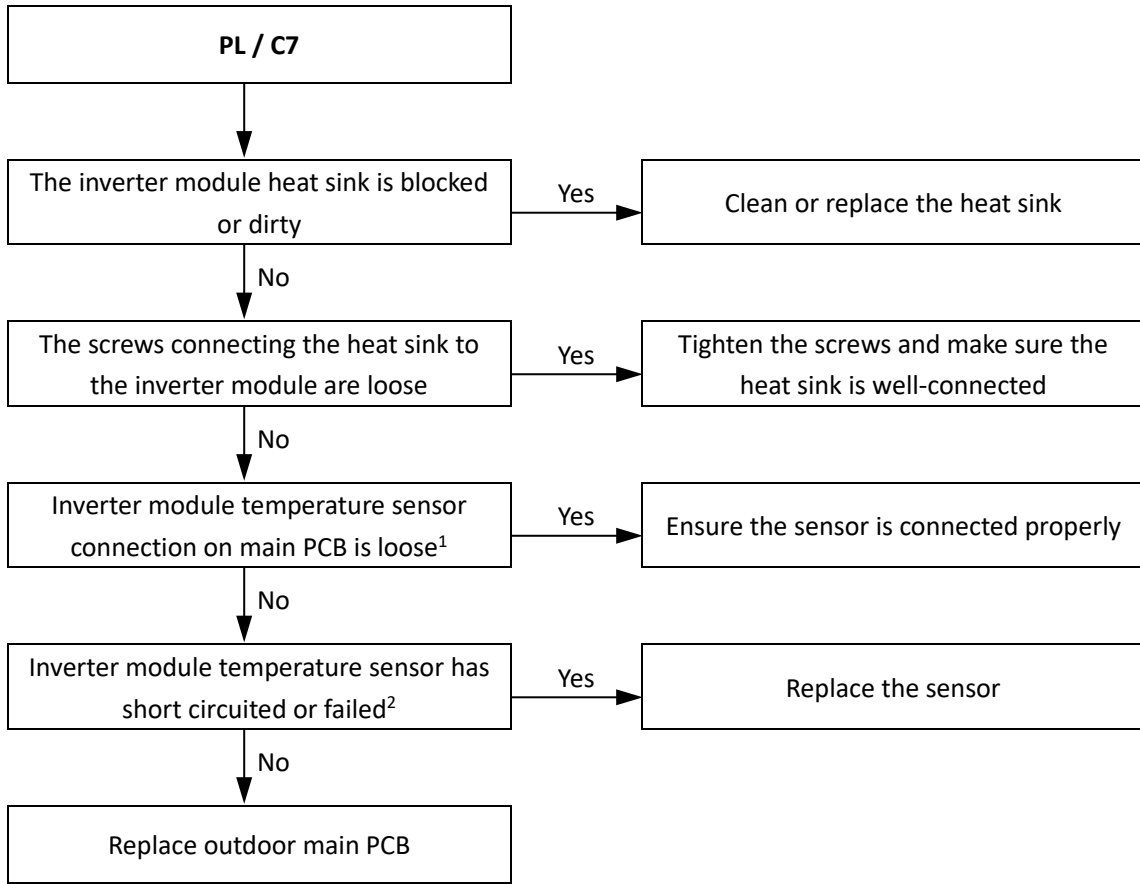 PL / C7
The inverter module heat sink is blocked
or dirty
Yes
Clean or replace the heat sink
No
The screws connecting the heat sink to
the inverter module are loose
Yes
Tighten the screws and make sure the
heat sink is well-connected
No
Inverter module temperature sensor
connection on main PCB is loose¹
Yes
Ensure the sensor is connected properly
No
Inverter module temperature sensor has
short circuited or failed²
Yes
Replace the sensor
No
Replace outdoor main PCB